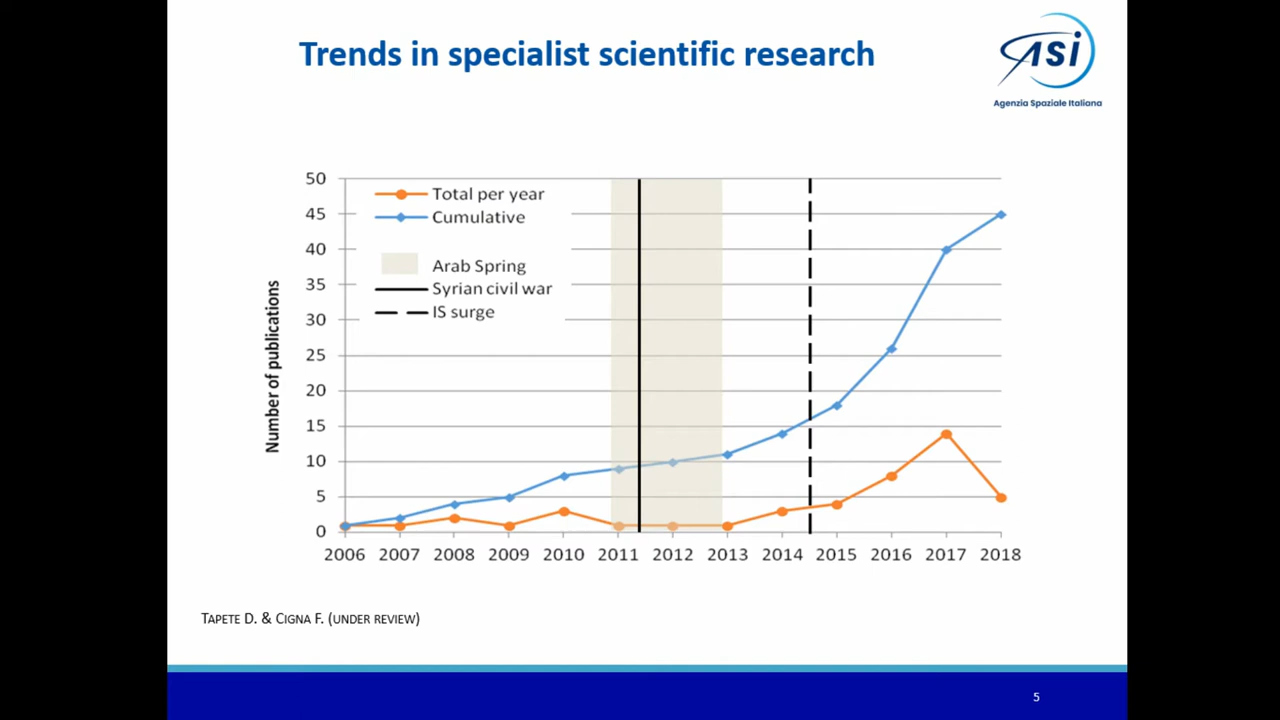 Trends in specialist scientific research
ASI
Agenzia Spaziale Italiana
Number of publications
50
45
40
35
30
25
20
15
10
5
0
Total per year
Cumulative
Arab Spring
Syrian civil war
IS surge
2006 2007 2008 2009 2010 2011 2012 2013 2014 2015 2016 2017 2018
TAPETE D. & CIGNA F. (UNDER REVIEW)
5